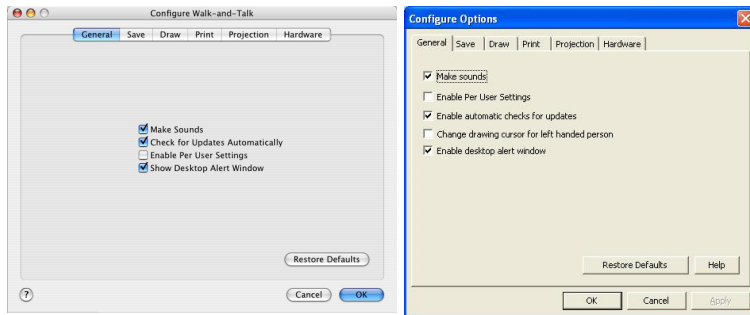 Configure Walk-and-Talk
General Save Draw Print Projection Hardware
Make Sounds
Check for Updates Automatically
Enable Per User Settings
Show Desktop Alert Window
Restore Defaults
? Cancel OK
Configure Options
General Save Draw Print Projection Hardware
Make sounds
Enable Per User Settings
Enable automatic checks for updates
Change drawing cursor for left handed person
Enable desktop alert window
Restore Defaults Help
OK Cancel Apply